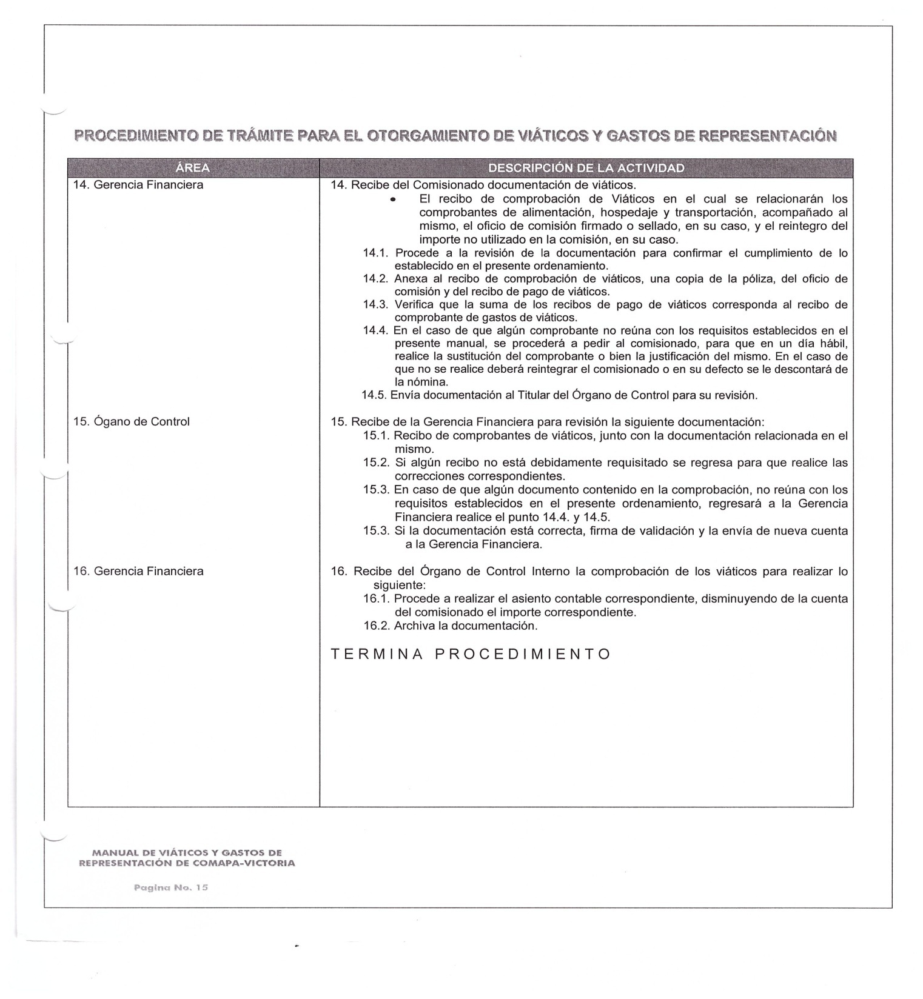 PROCEDIMIENTO DE TRÁMITE PARA EL OTORGAMIENTO DE VIÁTICOS Y GASTOS DE REPRESENTACIÓN
ÁREA
DESCRIPCIÓN DE LA ACTIVIDAD
14. Gerencia Financiera
14. Recibe del Comisionado documentación de viáticos.
• El recibo de comprobación de Viáticos en el cual se relacionarán los
comprobantes de alimentación, hospedaje y transportación, acompañado al
mismo, el oficio de comisión firmado o sellado, en su caso, y el reintegro del
importe no utilizado en la comisión, en su caso.
14.1. Procede a la revisión de la documentación para confirmar el cumplimiento de lo
establecido en el presente ordenamiento.
14.2. Anexa al recibo de comprobación de viáticos, una copia de la póliza, del oficio de
comisión y del recibo de pago de viáticos.
14.3. Verifica que la suma de los recibos de pago de viáticos corresponda al recibo de
comprobante de gastos de viáticos.
14.4. En el caso de que algún comprobante no reúna con los requisitos establecidos en el
presente manual, se procederá a pedir al comisionado, para que en un día hábil,
realice la sustitución del comprobante o bien la justificación del mismo. En el caso de
que no se realice deberá reintegrar el comisionado o en su defecto se le descontará de
la nómina.
14.5. Envía documentación al Titular del Órgano de Control para su revisión.
15. Ógano de Control
15. Recibe de la Gerencia Financiera para revisión la siguiente documentación:
15.1. Recibo de comprobantes de viáticos, junto con la documentación relacionada en el
mismo.
15.2. Si algún recibo no está debidamente requisitado se regresa para que realice las
correcciones correspondientes.
15.3. En caso de que algún documento contenido en la comprobación, no reúna con los
requisitos establecidos en el presente ordenamiento, regresará a la Gerencia
Financiera realice el punto 14.4. y 14.5.
15.3. Si la documentación está correcta, firma de validación y la envía de nueva cuenta
a la Gerencia Financiera.
16. Gerencia Financiera
16. Recibe del Órgano de Control Interno la comprobación de los viáticos para realizar lo
siguiente:
16.1. Procede a realizar el asiento contable correspondiente, disminuyendo de la cuenta
del comisionado el importe correspondiente.
16.2. Archiva la documentación.
TERMINA PROCEDIMIENTO
MANUAL DE VIÁTICOS Y GASTOS DE
REPRESENTACIÓN DE COMAPA-VICTORIA
Pagina No. 15